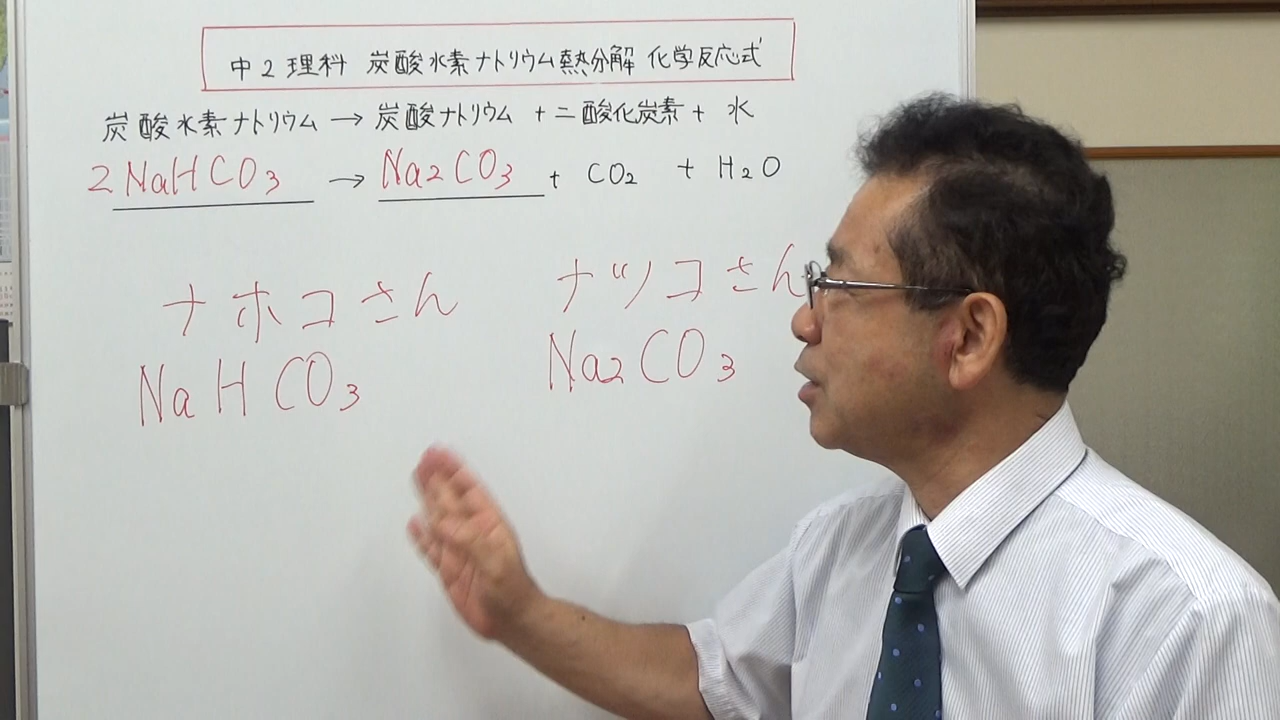 中2理科 炭酸水素ナトリウム熱分解 化学反応式
炭酸水素ナトリウム → 炭酸ナトリウム + 二酸化炭素 + 水
2NaHCO3 → Na2CO3 + CO2 + H2O
ナホコさん ナツコさん
NaHCO3 Na2CO3